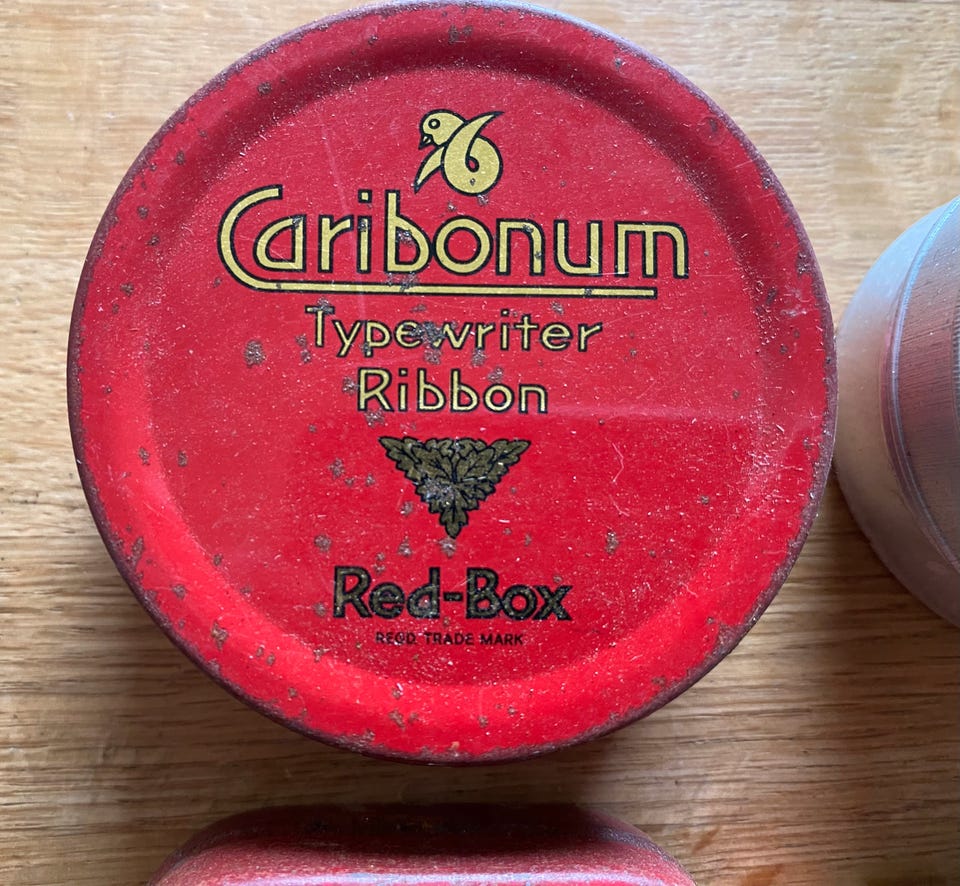 Caribonum
Typewriter
Ribbon
Red-Box
REGD. TRADE MARK